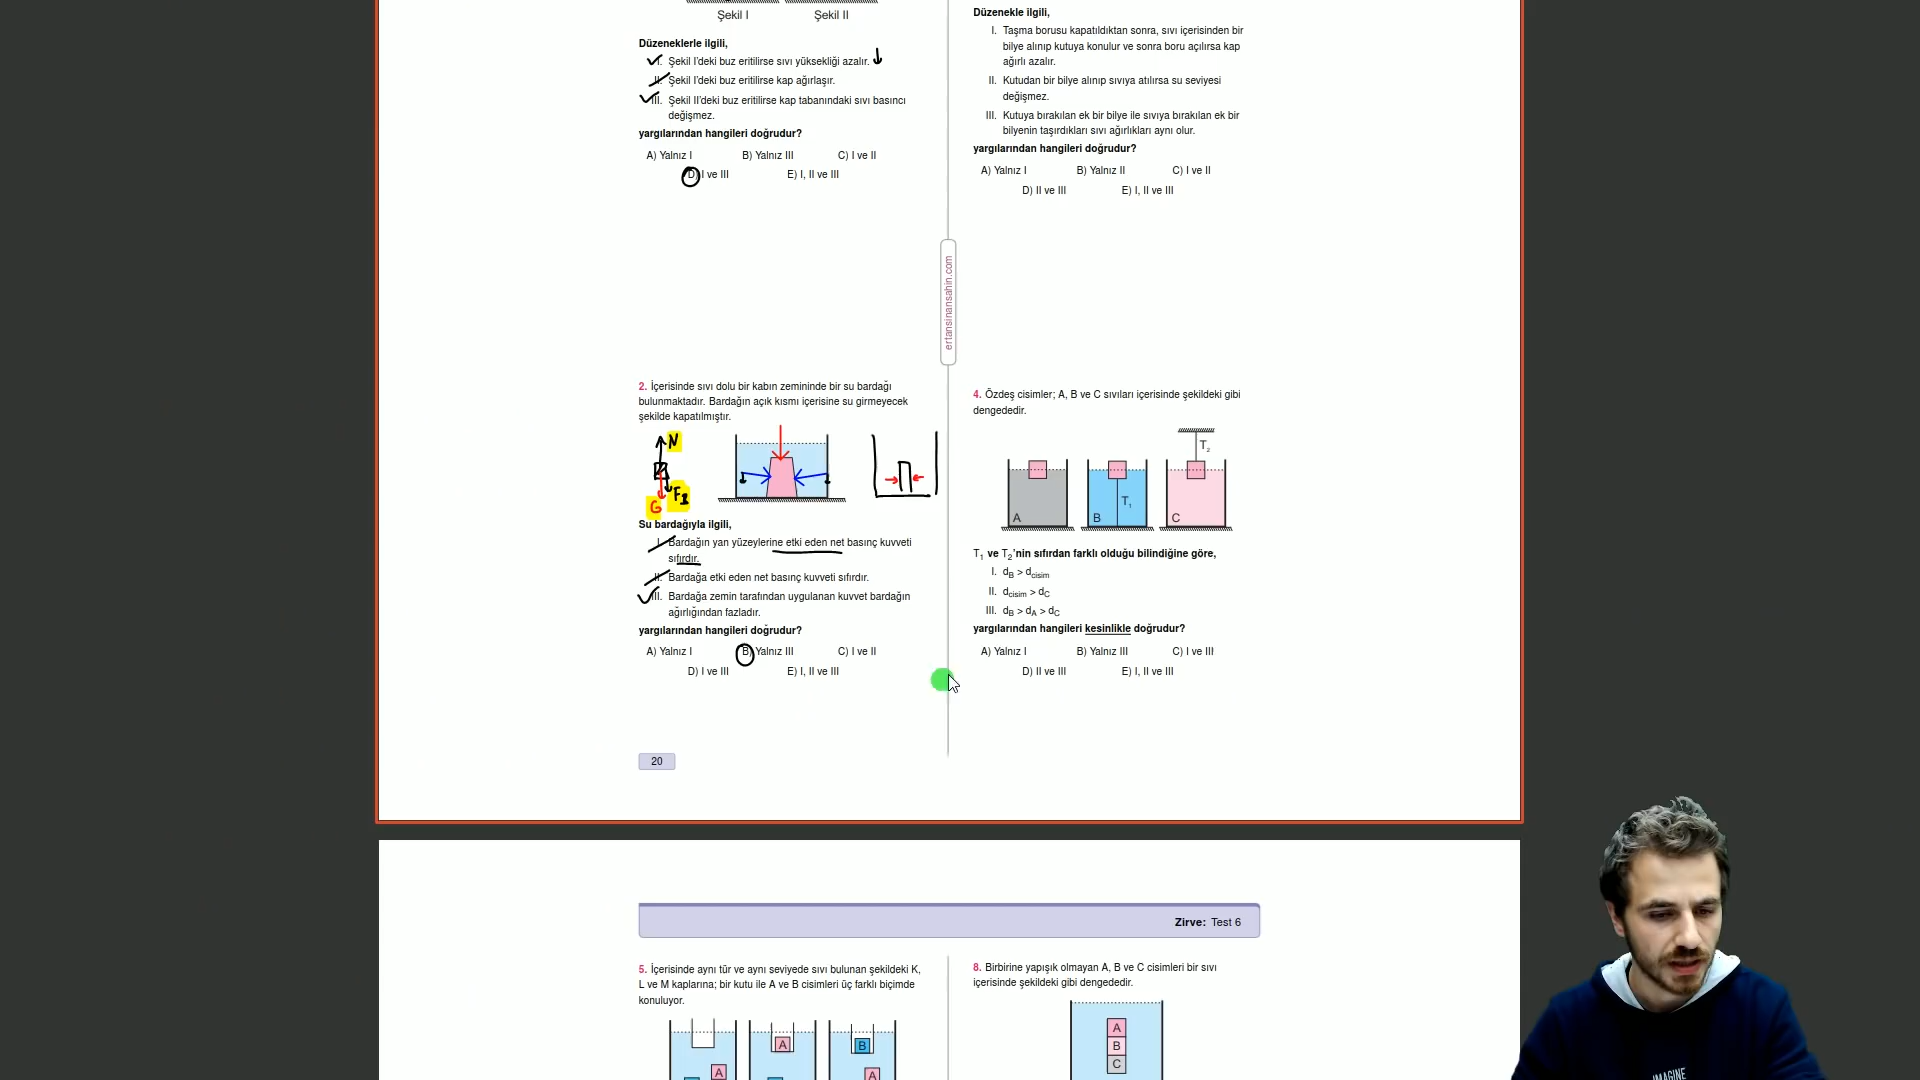 Şekil I Şekil II
Düzeneklerle ilgili,
I. Şekil I'deki buz eritilirse sıvı yüksekliği azalır.
II. Şekil I'deki buz eritilirse kap ağırlaşır.
III. Şekil II'deki buz eritilirse kap tabanındaki sıvı basıncı
değişmez.
yargılarından hangileri doğrudur?
A) Yalnız I B) Yalnız III C) I ve II
D) I ve III E) I, II ve III
2. İçerisinde sıvı dolu bir kabın zemininde bir su bardağı
bulunmaktadır. Bardağın açık kısmı içerisine su girmeyecek
şekilde kapatılmıştır.
N
F1
G
Su bardağıyla ilgili,
I. Bardağın yan yüzeylerine etki eden net basınç kuvveti
sıfırdır.
II. Bardağa etki eden net basınç kuvveti sıfırdır.
III. Bardağa zemin tarafından uygulanan kuvvet bardağın
ağırlığından fazladır.
yargılarından hangileri doğrudur?
A) Yalnız I B) Yalnız III C) I ve II
D) I ve III E) I, II ve III
20
ertansinansahin.com
Düzenekle ilgili,
I. Taşma borusu kapatıldıktan sonra, sıvı içerisinden bir
bilye alınıp kutuya konulur ve sonra boru açılırsa kap
ağırlı azalır.
II. Kutudan bir bilye alınıp sıvıya atılırsa su seviyesi
değişmez.
III. Kutuya bırakılan ek bir bilye ile sıvıya bırakılan ek bir
bilyenin taşırdıkları sıvı ağırlıkları aynı olur.
yargılarından hangileri doğrudur?
A) Yalnız I B) Yalnız II C) I ve II
D) II ve III E) I, II ve III
4. Özdeş cisimler; A, B ve C sıvıları içerisinde şekildeki gibi
dengededir.
T2
T1
A B C
T1 ve T2'nin sıfırdan farklı olduğu bilindiğine göre,
I. dB > dcisim
II. dcisim > dC
III. dB > dA > dC
yargılarından hangileri kesinlikle doğrudur?
A) Yalnız I B) Yalnız III C) I ve III
D) II ve III E) I, II ve III
Zirve: Test 6
5. İçerisinde aynı tür ve aynı seviyede sıvı bulunan şekildeki K,
L ve M kaplarına; bir kutu ile A ve B cisimleri üç farklı biçimde
konuluyor.
A B
A A
8. Birbirine yapışık olmayan A, B ve C cisimleri bir sıvı
içerisinde şekildeki gibi dengededir.
A
B
C
IMAGINE